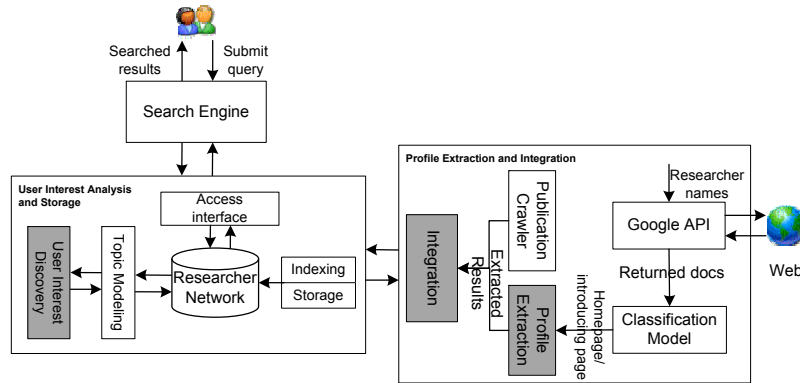 Searched
results
Submit
query
Search Engine
User Interest Analysis
and Storage
Access
interface
User Interest
Discovery
Topic Modeling
Researcher
Network
Indexing
Storage
Profile Extraction and Integration
Integration
Extracted
Results
Publication
Crawler
Profile
Extraction
Homepage/
introducing page
Researcher
names
Google API
Returned docs
Classification
Model
Web